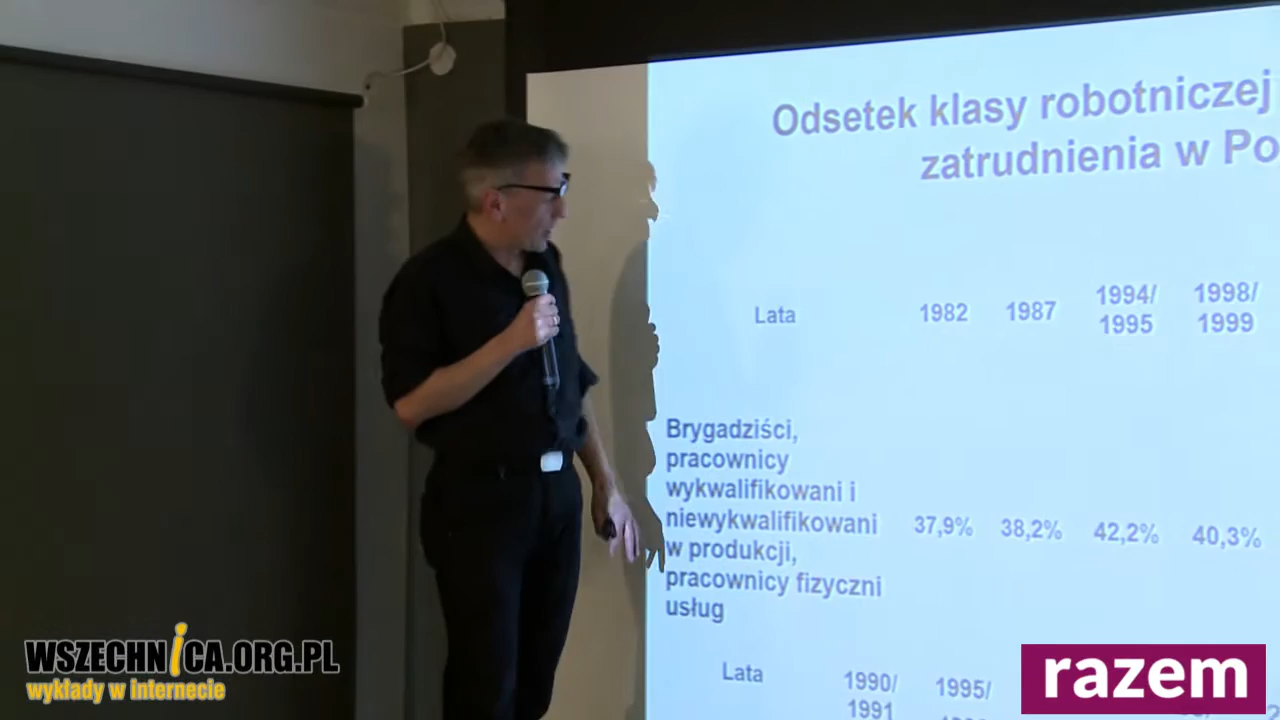 Odsetek klasy robotniczej
zatrudnienia w Po
Lata 1982 1987 1994/ 1998/
1995 1999
Brygadziści,
pracownicy
wykwalifikowani i
niewykwalifikowani 37,9% 38,2% 42,2% 40,3%
w produkcji,
pracownicy fizyczni
usług
Lata 1990/ 1995/
1991
WSZECHNICA.ORG.PL
wykłady w internecie
razem